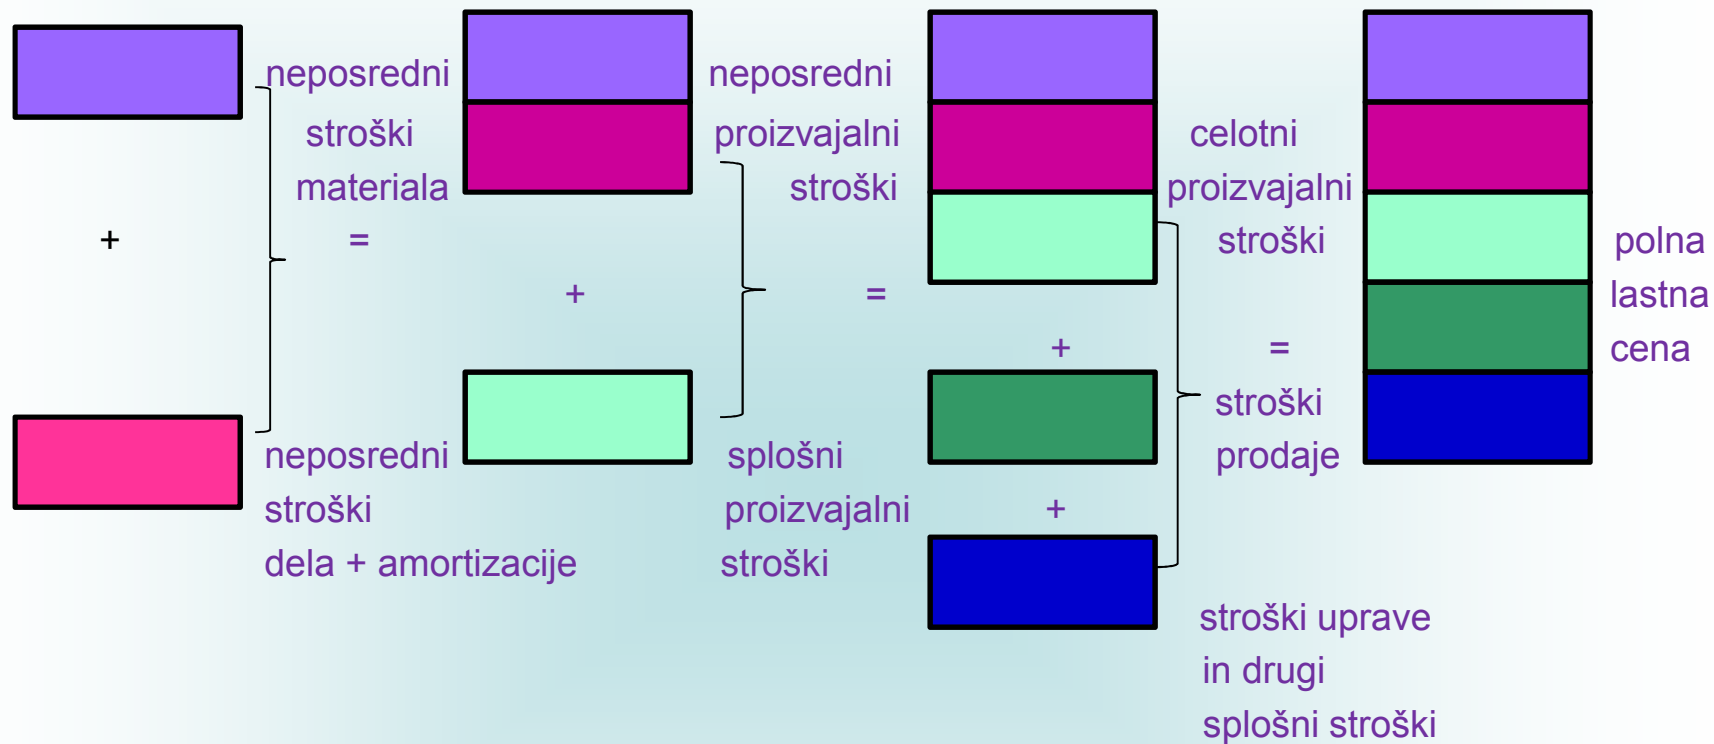 neposredni
stroški
materiala
+
=
neposredni
stroški
dela + amortizacije
neposredni
proizvajalni
stroški
+
=
splošni
proizvajalni
stroški
celotni
proizvajalni
stroški
+
=
stroški
prodaje
+
stroški uprave
in drugi
splošni stroški
polna
lastna
cena